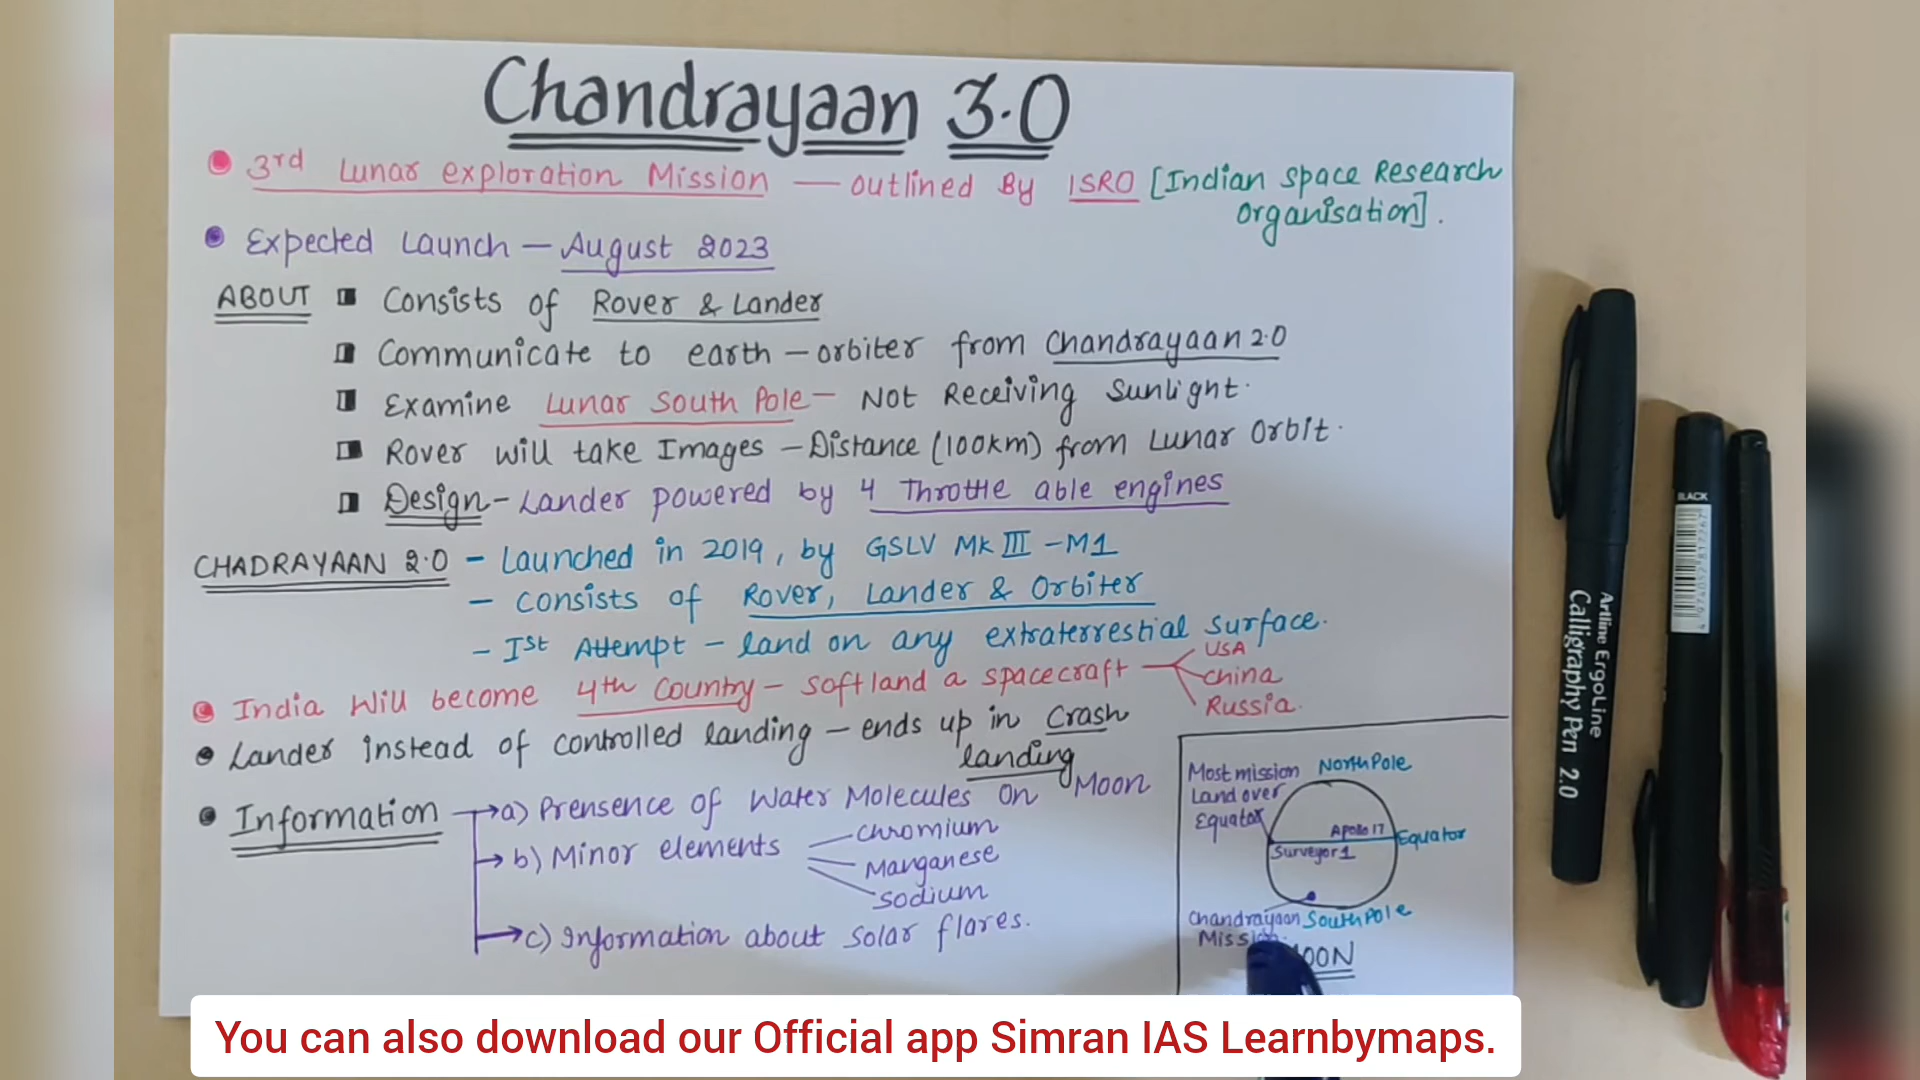 Chandrayaan 3.0
3rd Lunar exploration Mission — outlined By ISRO [Indian Space Research
Organisation].
Expected Launch — August 2023
ABOUT Consists of Rover & Lander
Communicate to earth – orbiter from Chandrayaan 2.0
Examine Lunar South Pole – Not Receiving Sunlight.
Rover will take Images – Distance (100km) from Lunar Orbit.
Design – Lander powered by 4 Throttle able engines
CHADRAYAAN 2.0 – Launched in 2019, by GSLV Mk III – M1
– Consists of Rover, Lander & Orbiter
– Ist Attempt – land on any extraterrestial surface.
India Will become 4th Country – Soft land a spacecraft
USA
China
Russia.
Lander instead of controlled landing – ends up in Crash
landing
Information a) Prensence of Water Molecules On Moon
b) Minor elements
Chromium
Manganese
Sodium
c) Information about Solar flares.
Most mission
Land over
Equator
North Pole
Apollo 17
Equator
Surveyor 1
Chandrayaan
Mission.
South Pole
Artline ErgoLine
Calligraphy Pen 2.0
BLACK
You can also download our Official app Simran IAS Learnbymaps.